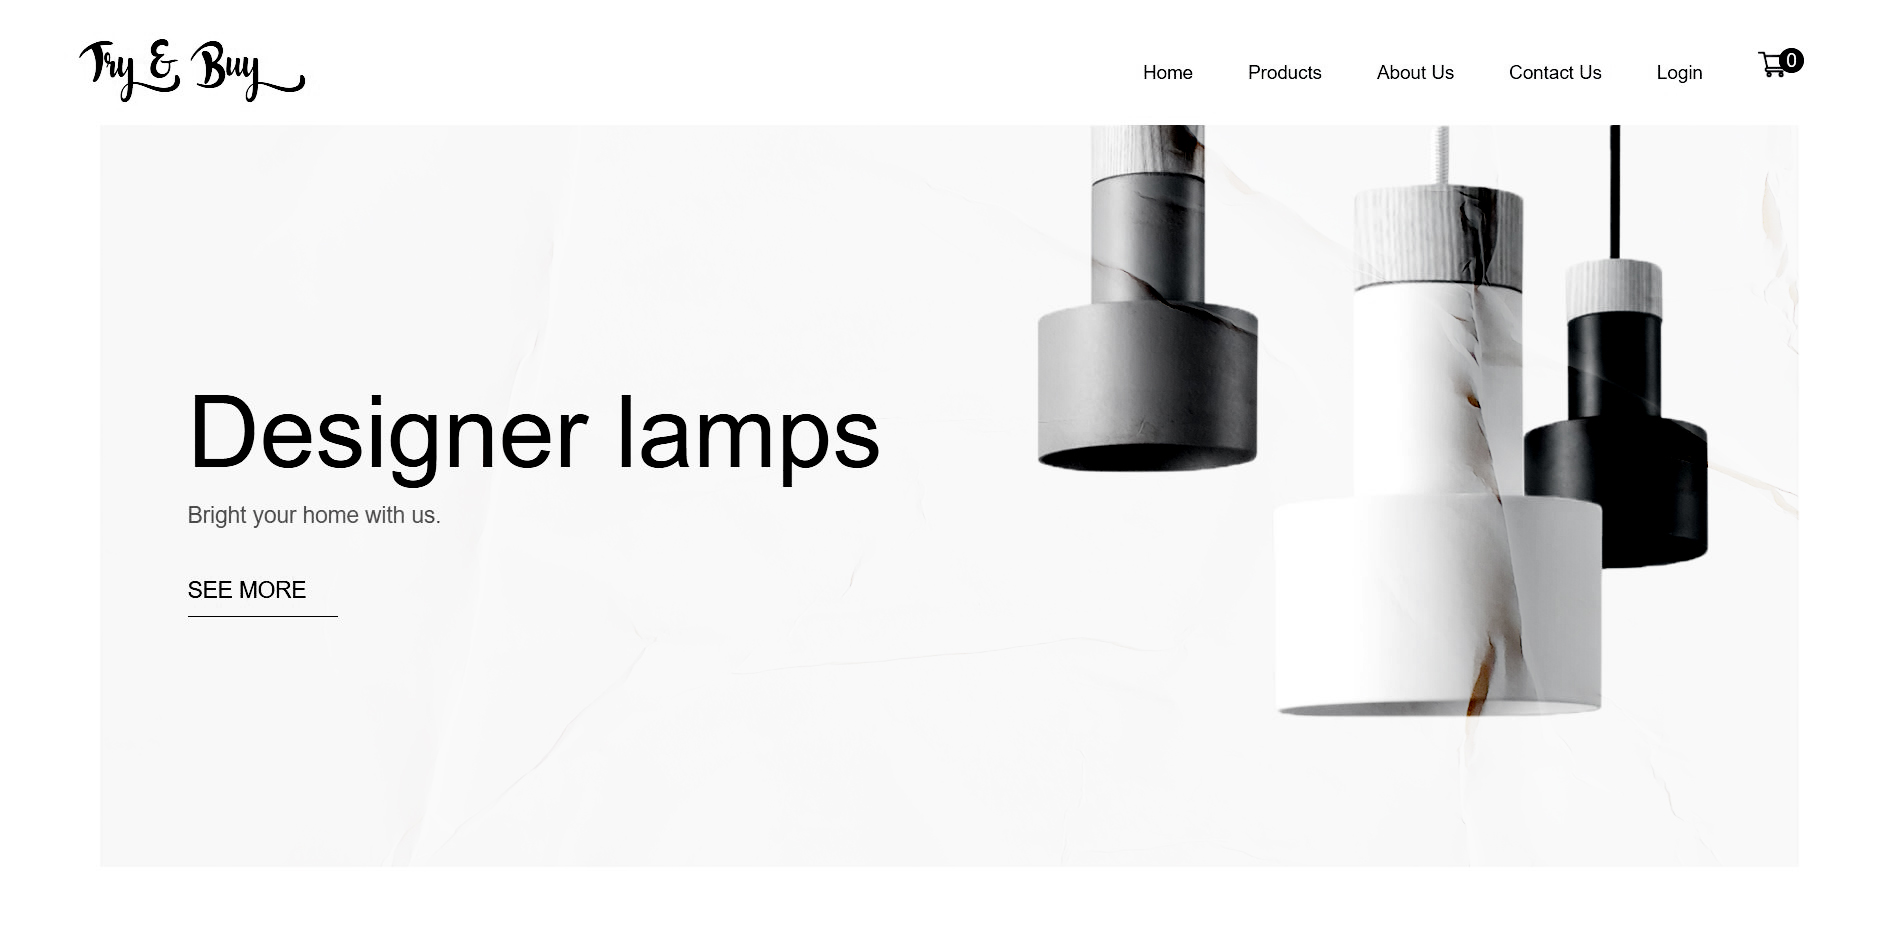 Try & Buy
Home Products About Us Contact Us Login 0
Designer lamps
Bright your home with us.
SEE MORE